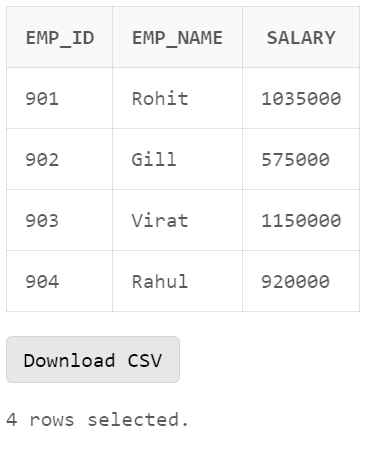 EMP_ID EMP_NAME SALARY
901 Rohit 1035000
902 Gill 575000
903 Virat 1150000
904 Rahul 920000
Download CSV
4 rows selected.